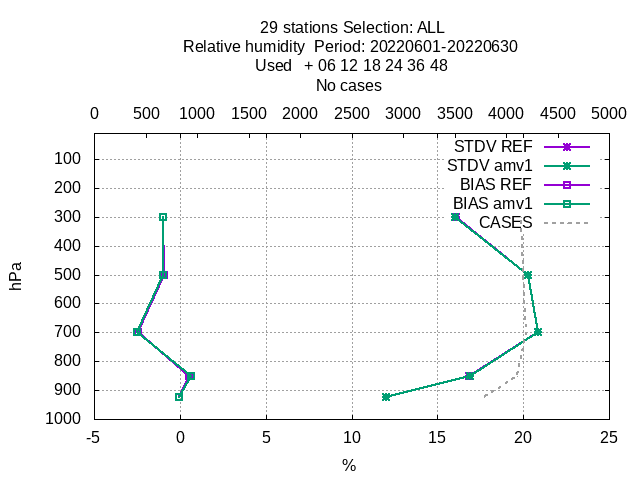 29 stations Selection: ALL
Relative humidity  Period: 20220601-20220630
Used   + 06 12 18 24 36 48
No cases
0 500 1000 1500 2000 2500 3000 3500 4000 4500 5000
STDV REF
STDV amv1
BIAS REF
BIAS amv1
CASES
100
200
300
400
500
600
700
800
900
1000
hPa
-5 0 5 10 15 20 25
%